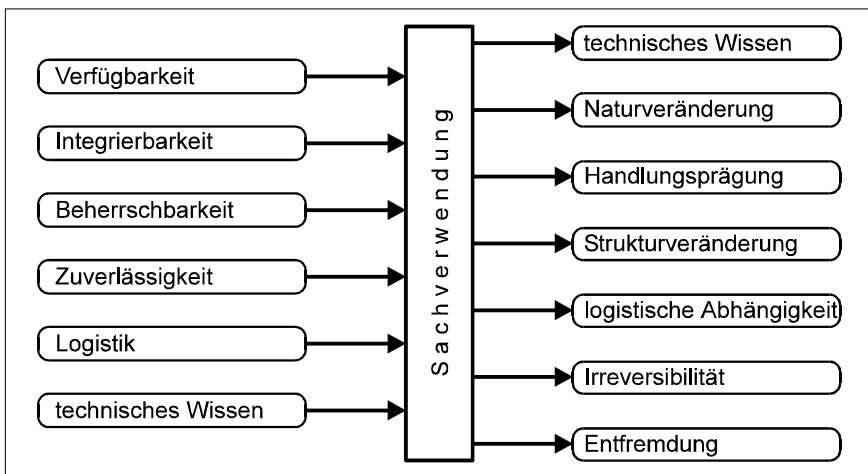 Verfügbarkeit
Integrierbarkeit
Beherrschbarkeit
Zuverlässigkeit
Logistik
technisches Wissen
Sachverwendung
technisches Wissen
Naturveränderung
Handlungsprägung
Strukturveränderung
logistische Abhängigkeit
Irreversibilität
Entfremdung